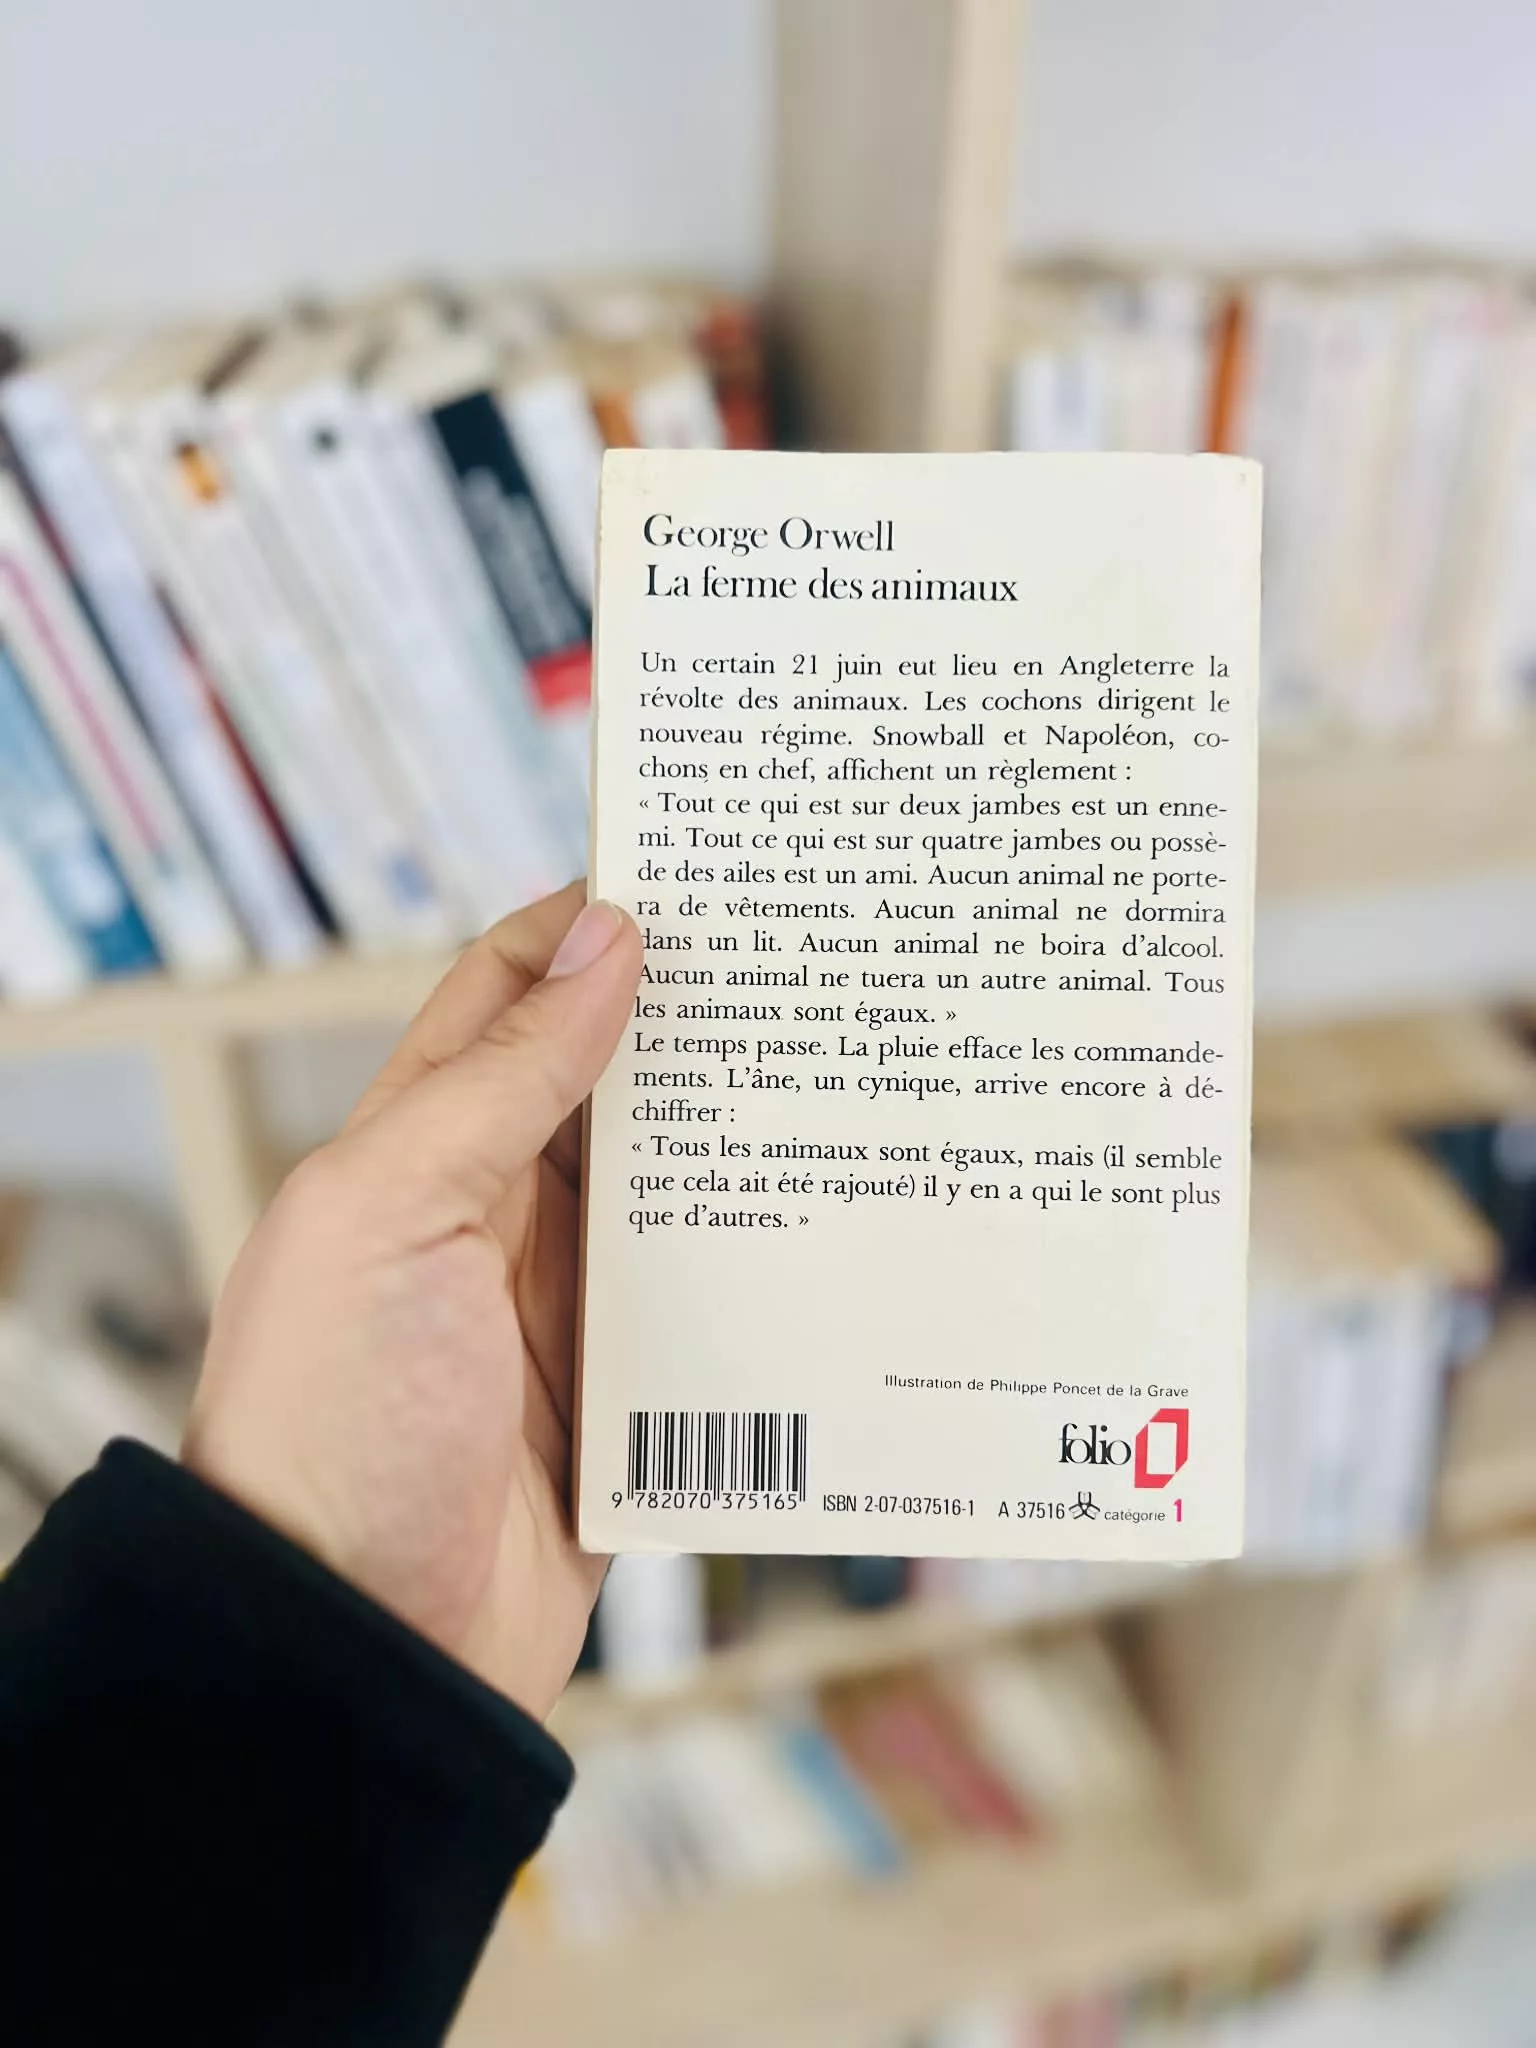 George Orwell
La ferme des animaux
Un certain 21 juin eut lieu en Angleterre la
révolte des animaux. Les cochons dirigent le
nouveau régime. Snowball et Napoléon, co-
chons en chef, affichent un règlement :
« Tout ce qui est sur deux jambes est un enne-
mi. Tout ce qui est sur quatre jambes ou possè-
de des ailes est un ami. Aucun animal ne porte-
ra de vêtements. Aucun animal ne dormira
dans un lit. Aucun animal ne boira d'alcool.
Aucun animal ne tuera un autre animal. Tous
les animaux sont égaux. »
Le temps passe. La pluie efface les commande-
ments. L'âne, un cynique, arrive encore à dé-
chiffrer :
« Tous les animaux sont égaux, mais (il semble
que cela ait été rajouté) il y en a qui le sont plus
que d'autres. »
Illustration de Philippe Poncet de la Grave
folio
9 782070 375165
ISBN 2-07-037516-1 A 37516 catégorie 1